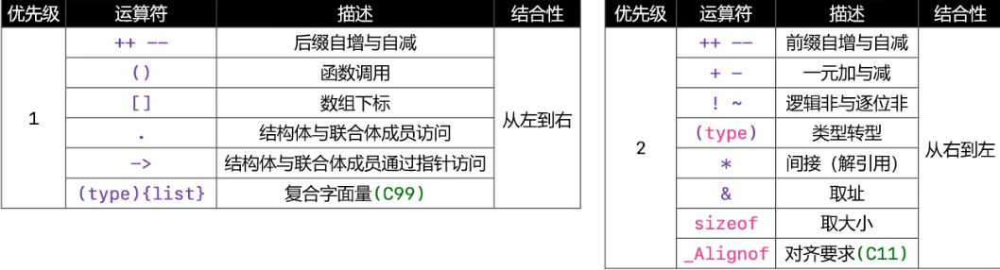 优先级 运算符 描述 结合性
1 从左到右
++ -- 后缀自增与自减
() 函数调用
[] 数组下标
. 结构体与联合体成员访问
-> 结构体与联合体成员通过指针访问
(type){list} 复合字面量(C99)
优先级 运算符 描述 结合性
2 从右到左
++ -- 前缀自增与自减
+ - 一元加与减
! ~ 逻辑非与逐位非
(type) 类型转型
* 间接（解引用）
& 取址
sizeof 取大小
_Alignof 对齐要求(C11)